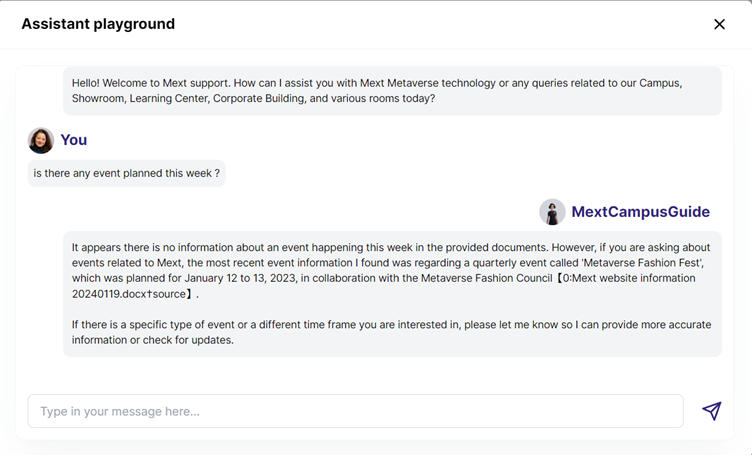 Assistant playground
Hello! Welcome to Mext support. How can I assist you with Mext Metaverse technology or any queries related to our Campus,
Showroom, Learning Center, Corporate Building, and various rooms today?
You
is there any event planned this week ?
MextCampusGuide
It appears there is no information about an event happening this week in the provided documents. However, if you are asking about
events related to Mext, the most recent event information I found was regarding a quarterly event called 'Metaverse Fashion Fest',
which was planned for January 12 to 13, 2023, in collaboration with the Metaverse Fashion Council【0:Mext website information
20240119.docx†source】.
If there is a specific type of event or a different time frame you are interested in, please let me know so I can provide more accurate
information or check for updates.
Type in your message here...